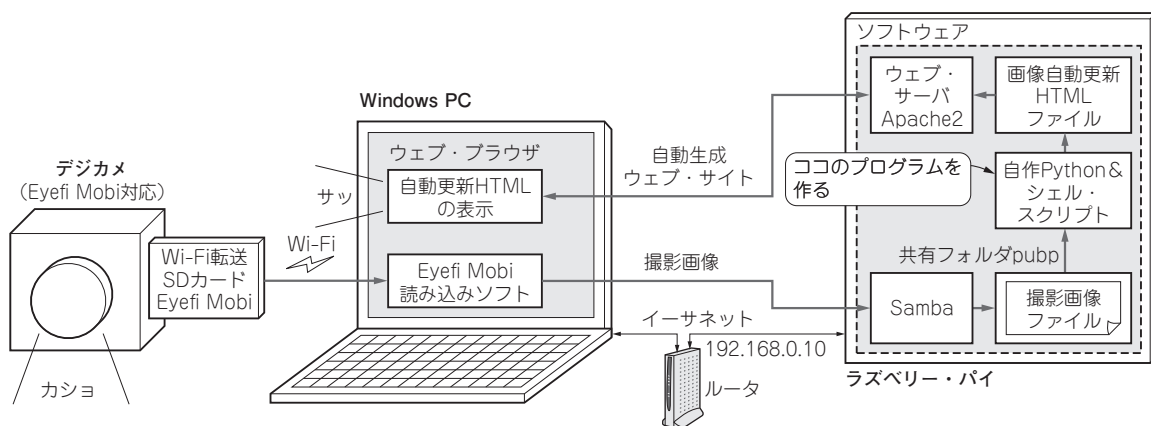 デジカメ
(Eyefi Mobi対応)
Wi-Fi転送
SDカード
Eyefi Mobi
カショ
サッ
Wi-Fi
Windows PC
ウェブ・ブラウザ
自動更新HTML
の表示
Eyefi Mobi
読み込みソフト
自動生成
ウェブ・サイト
撮影画像
イーサネット
192.168.0.10
ルータ
ソフトウェア
ウェブ・
サーバ
Apache2
画像自動更新
HTML
ファイル
ココのプログラムを
作る
自作Python&
シェル・
スクリプト
共有フォルダpubp
Samba
撮影画像
ファイル
ラズベリー・パイ